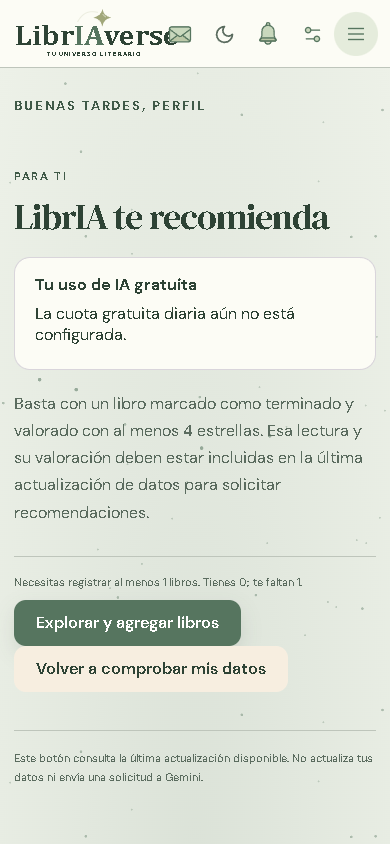 LibrIAverse
TU UNIVERSO LITERARIO
BUENAS TARDES, PERFIL
PARA TI
LibrIA te recomienda
Tu uso de IA gratuita
La cuota gratuita diaria aún no está
configurada.
Basta con un libro marcado como terminado y
valorado con al menos 4 estrellas. Esa lectura y
su valoración deben estar incluidas en la última
actualización de datos para solicitar
recomendaciones.
Necesitas registrar al menos 1 libros. Tienes 0; te faltan 1.
Explorar y agregar libros
Volver a comprobar mis datos
Este botón consulta la última actualización disponible. No actualiza tus
datos ni envía una solicitud a Gemini.